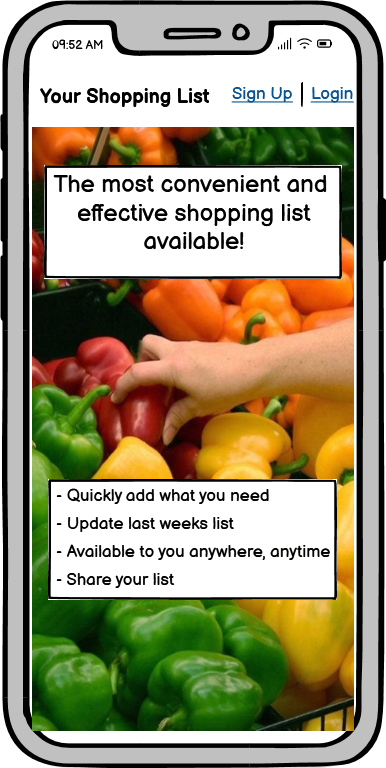 09:52 AM
Your Shopping List
Sign Up | Login
The most convenient and
effective shopping list
available!
- Quickly add what you need
- Update last weeks list
- Available to you anywhere, anytime
- Share your list